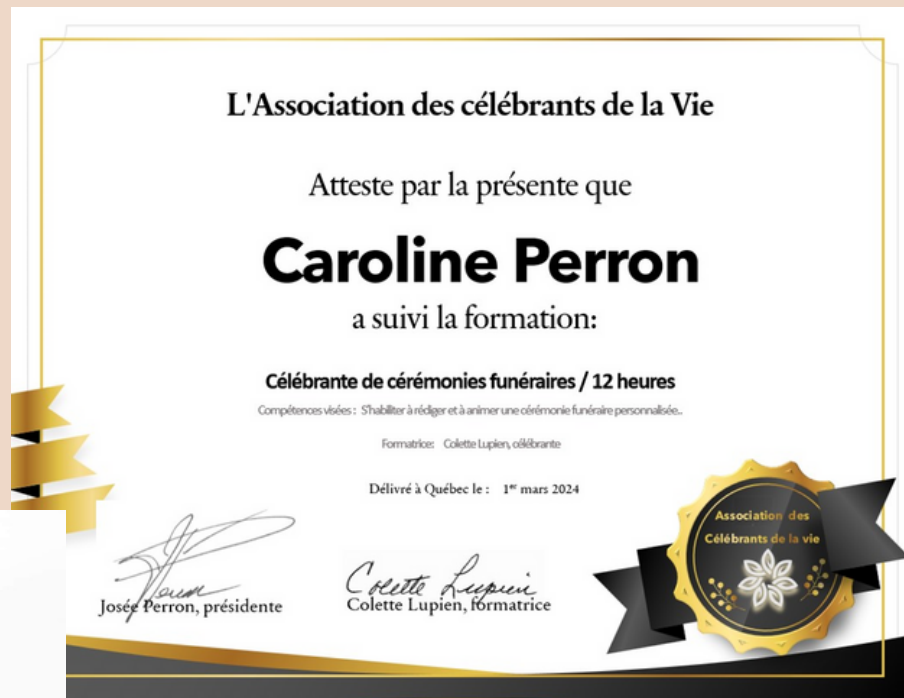 L'Association des célébrants de la Vie
Atteste par la présente que
Caroline Perron
a suivi la formation:
Célébrante de cérémonies funéraires / 12 heures
Compétences visées : S'habiliter à rédiger et à animer une cérémonie funéraire personnalisée..
Formatrice: Colette Lupien, célébrante
Délivré à Québec le : 1er mars 2024
Perron
Colette Lupien
Josée Perron, présidente
Colette Lupien, formatrice
Association des
Célébrants de la vie